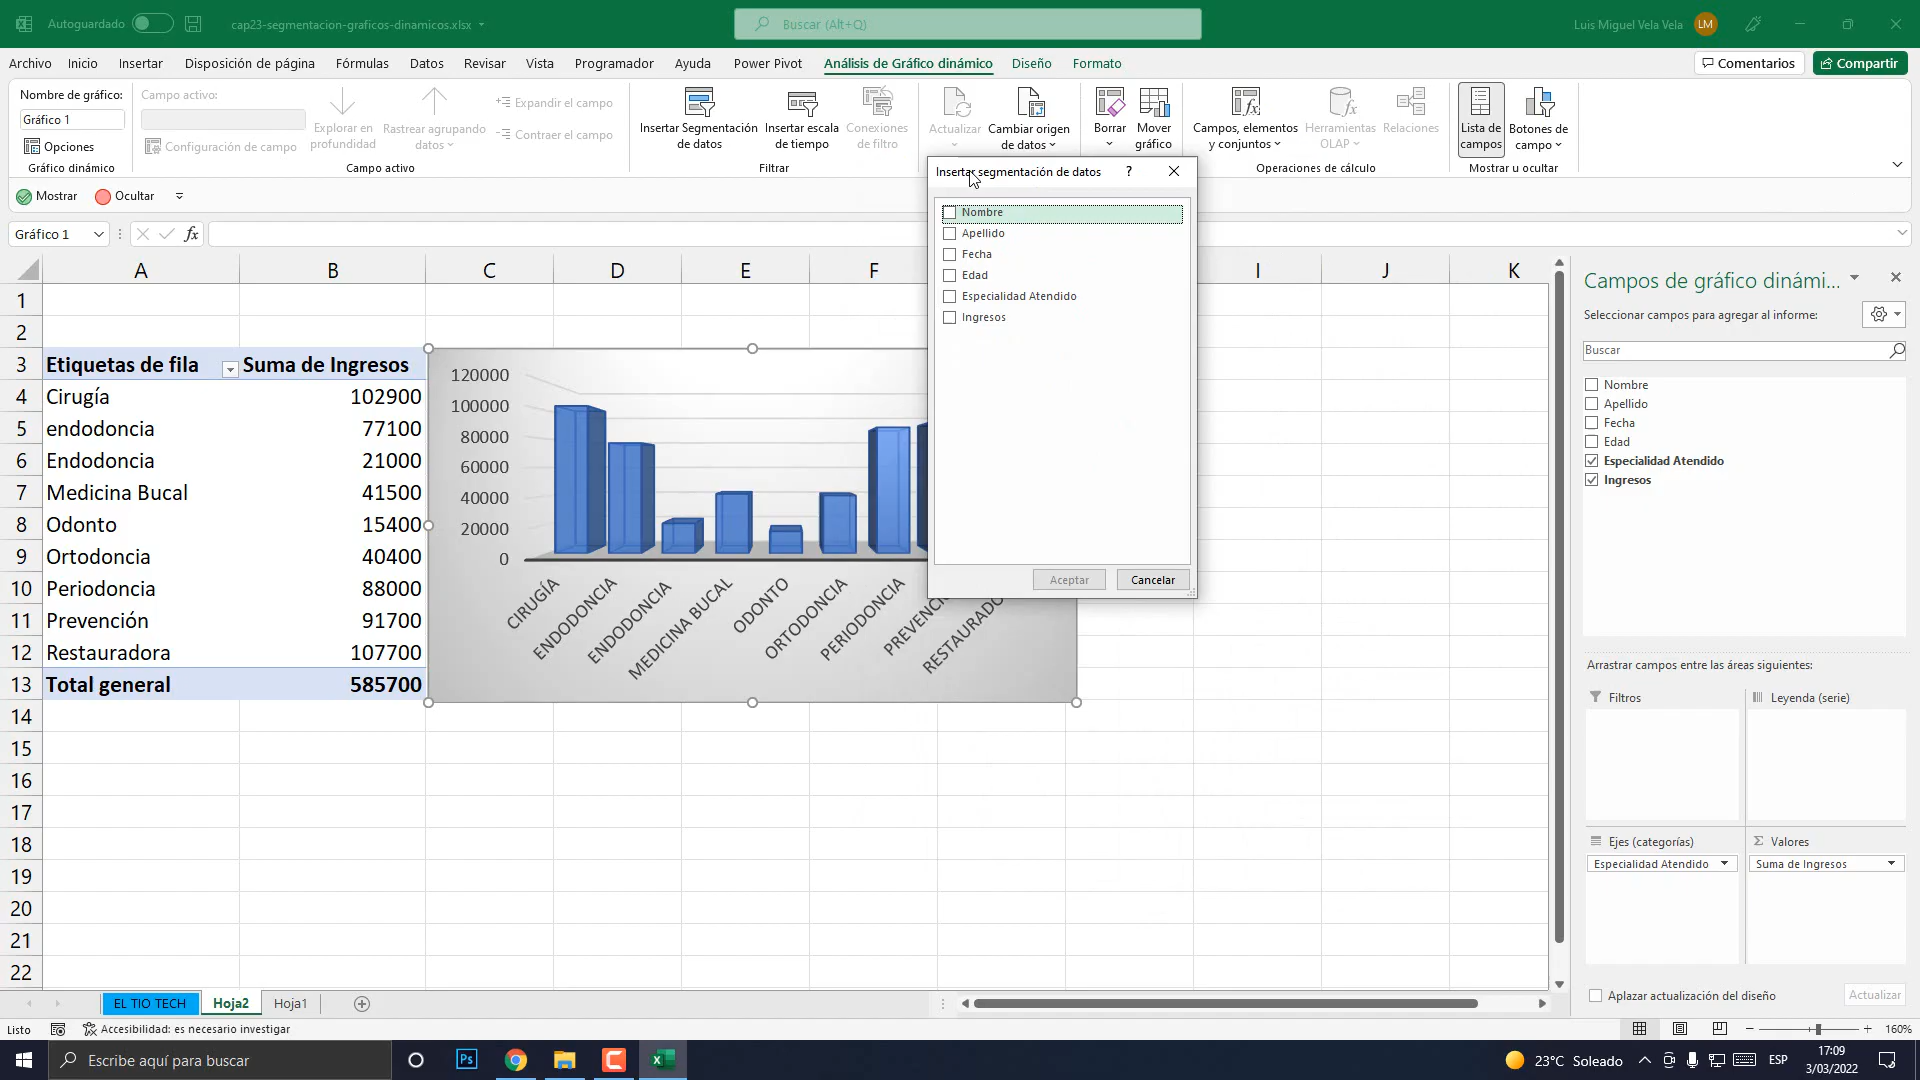 Autoguardado
cap23-segmentacion-graficos-dinamicos.xlsx
Buscar (Alt+Q)
Luis Miguel Vela Vela
LM
Archivo
Inicio
Insertar
Disposición de página
Fórmulas
Datos
Revisar
Vista
Programador
Ayuda
Power Pivot
Análisis de Gráfico dinámico
Diseño
Formato
Comentarios
Compartir
Nombre de gráfico:
Gráfico 1
Opciones
Gráfico dinámico
Campo activo:
Configuración de campo
Explorar en
profundidad
Rastrear agrupando
datos
Expandir el campo
Contraer el campo
Campo activo
Insertar Segmentación
de datos
Insertar escala
de tiempo
Conexiones
de filtro
Filtrar
Actualizar
Cambiar origen
de datos
Borrar
Mover
gráfico
Campos, elementos
y conjuntos
Herramientas
OLAP
Relaciones
Operaciones de cálculo
Lista de
campos
Botones de
campo
Mostrar u ocultar
Mostrar
Ocultar
Gráfico 1
fx
Insertar segmentación de datos
?
Nombre
Apellido
Fecha
Edad
Especialidad Atendido
Ingresos
Aceptar
Cancelar
A B C D E F I J K
1
2
3 Etiquetas de fila Suma de Ingresos
4 Cirugía 102900
5 endodoncia 77100
6 Endodoncia 21000
7 Medicina Bucal 41500
8 Odonto 15400
9 Ortodoncia 40400
10 Periodoncia 88000
11 Prevención 91700
12 Restauradora 107700
13 Total general 585700
14
15
16
17
18
19
20
21
22
120000
100000
80000
60000
40000
20000
0
CIRUGÍA
ENDODONCIA
ENDODONCIA
MEDICINA BUCAL
ODONTO
ORTODONCIA
PERIODONCIA
Campos de gráfico dinámi...
Seleccionar campos para agregar al informe:
Buscar
Nombre
Apellido
Fecha
Edad
Especialidad Atendido
Ingresos
Arrastrar campos entre las áreas siguientes:
Filtros
Leyenda (serie)
Ejes (categorías)
Especialidad Atendido
Valores
Suma de Ingresos
Aplazar actualización del diseño
Actualizar
EL TIO TECH
Hoja2
Hoja1
Listo
Accesibilidad: es necesario investigar
160%
Escribe aquí para buscar
Ps
23°C Soleado
ESP
17:09
3/03/2022